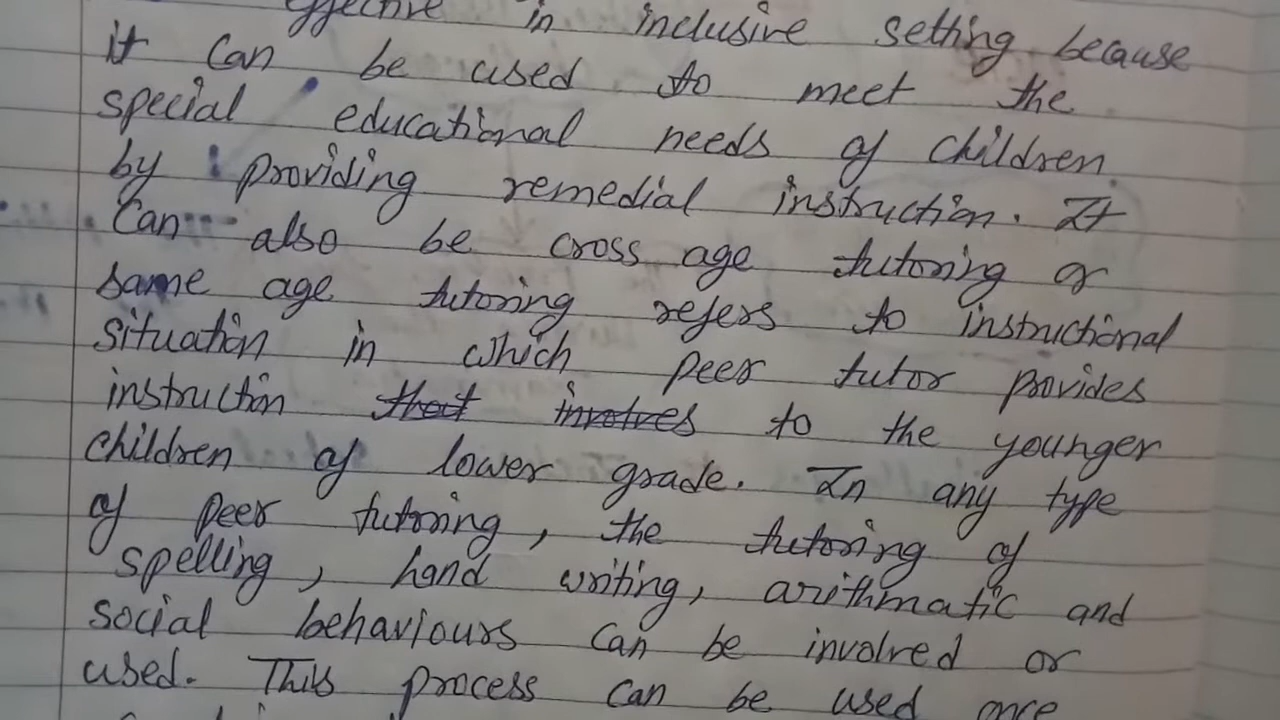 effective in inclusive setting because
it can be used to meet the
special educational needs of children
by providing remedial instruction. It
Can also be cross age tutoring or
same age tutoring refers to instructional
situation in which peer tutor provides
instruction that involves to the younger
children of lower grade. In any type
of peer tutoring, the tutoring of
spelling, hand writing, arithmatic and
social behaviours can be involved or
used. This process can be used once